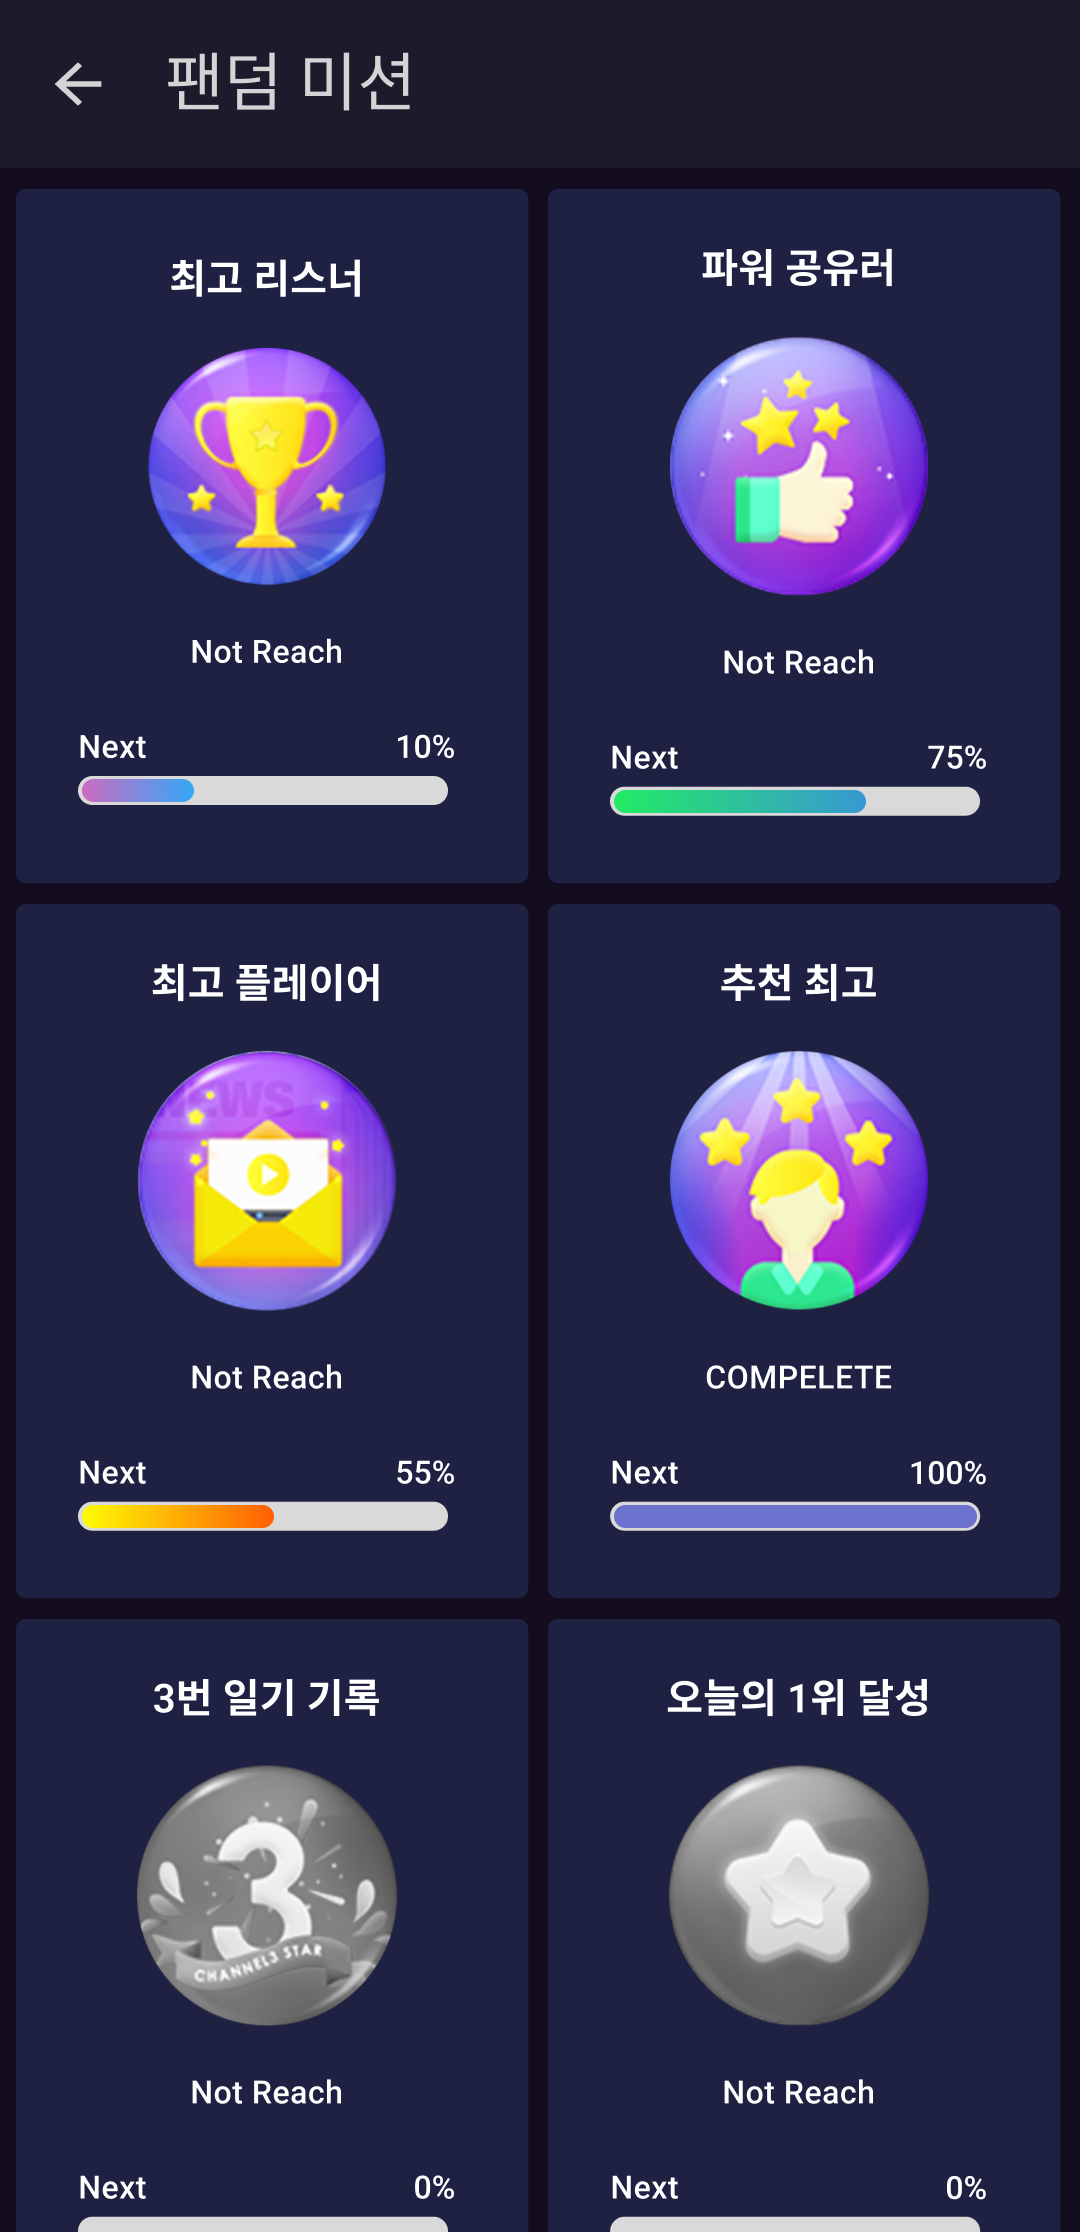 팬덤 미션
최고 리스너
Not Reach
Next 10%
파워 공유러
Not Reach
Next 75%
최고 플레이어
NEWS
Not Reach
Next 55%
추천 최고
COMPELETE
Next 100%
3번 일기 기록
3
CHANNEL3 STAR
Not Reach
Next 0%
오늘의 1위 달성
Not Reach
Next 0%